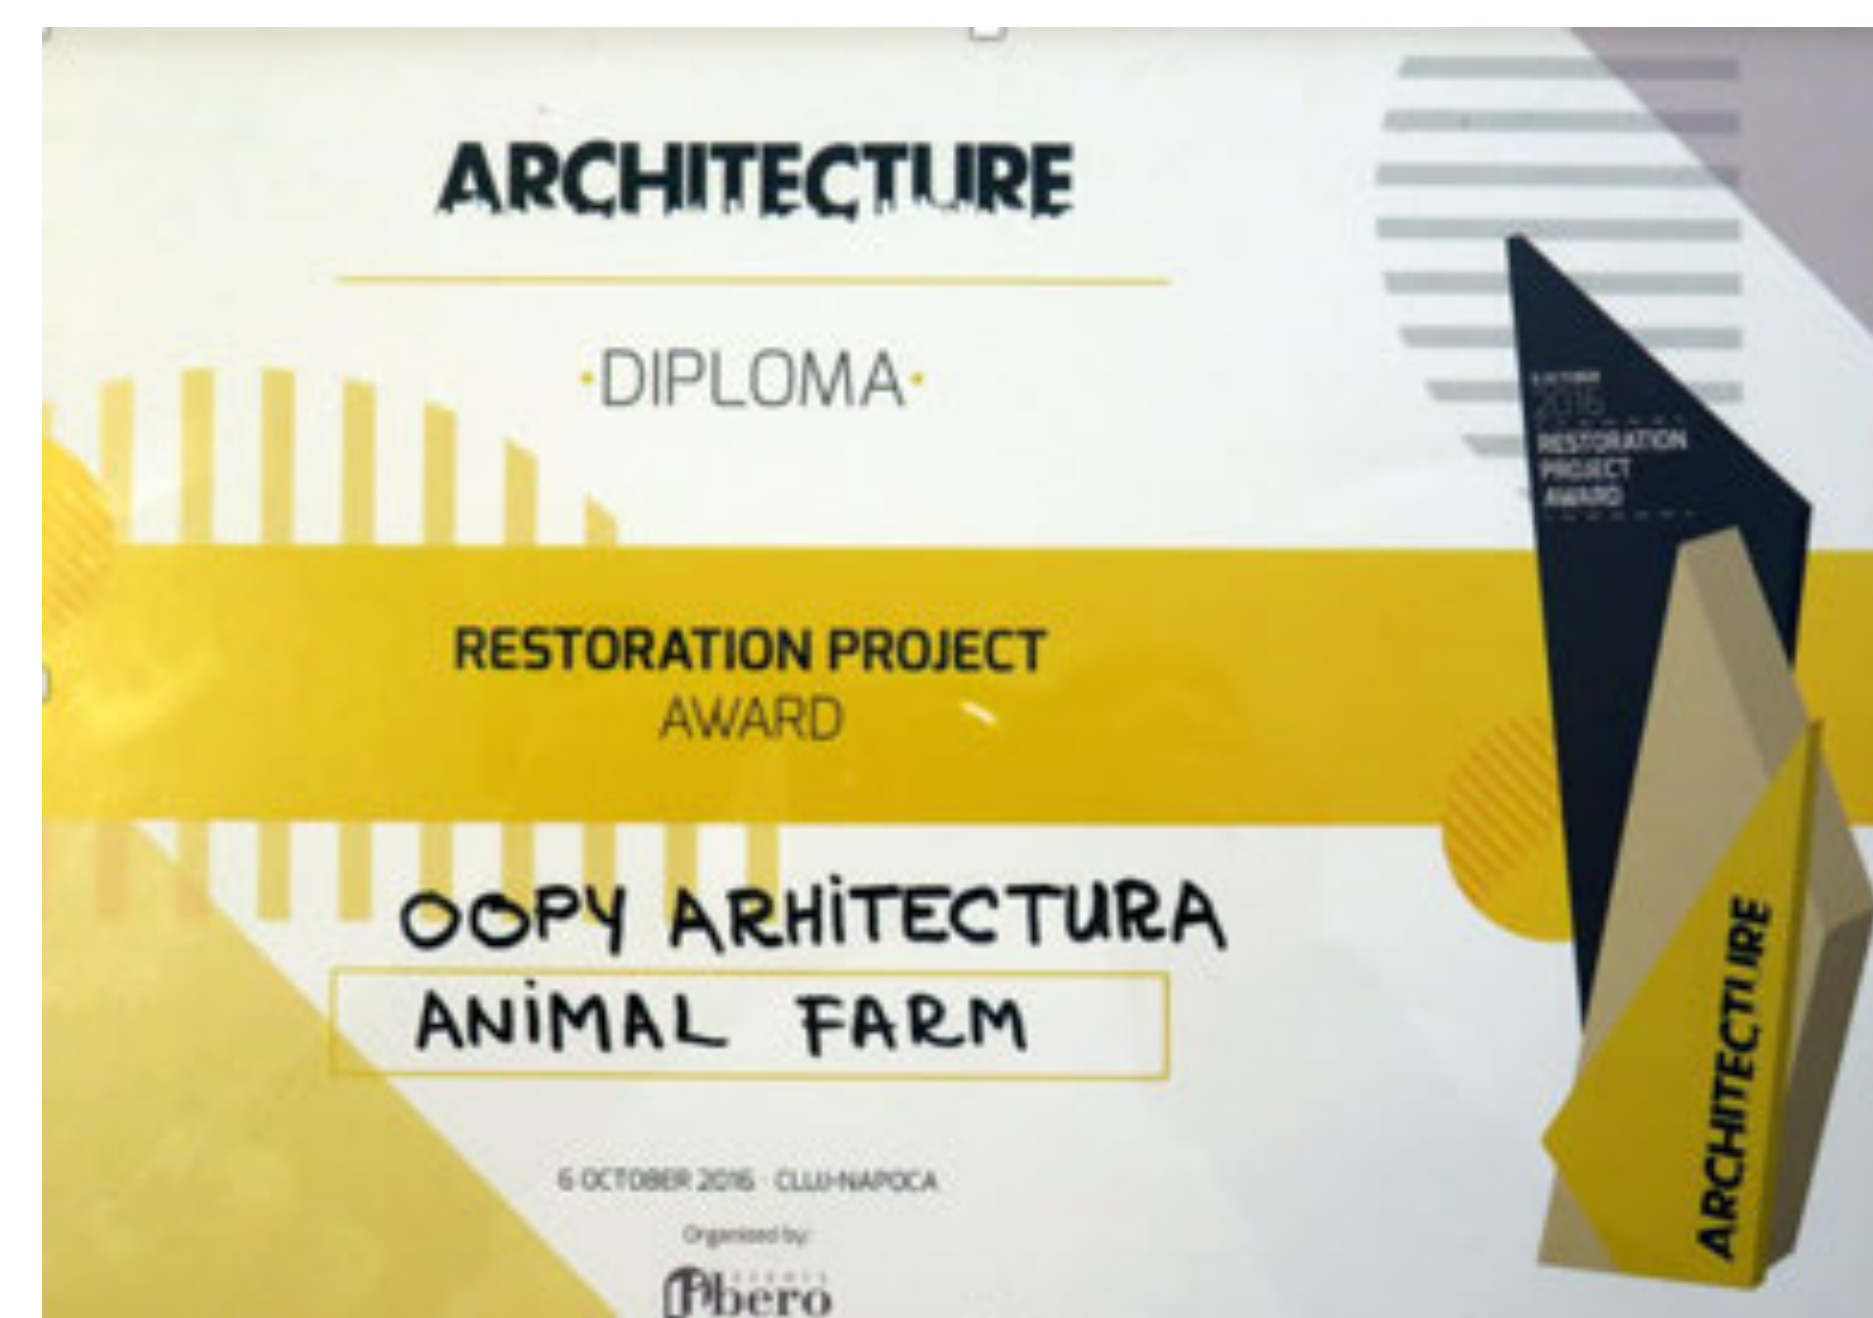 ARCHITECTURE
·DIPLOMA·
RESTORATION PROJECT
AWARD
OOPY ARHITECTURA
ANIMAL FARM
6 OCTOBER 2016 · CLUJ-NAPOCA
Organised by:
2016
RESTORATION
PROJECT
AWARD
ARCHITECTURE